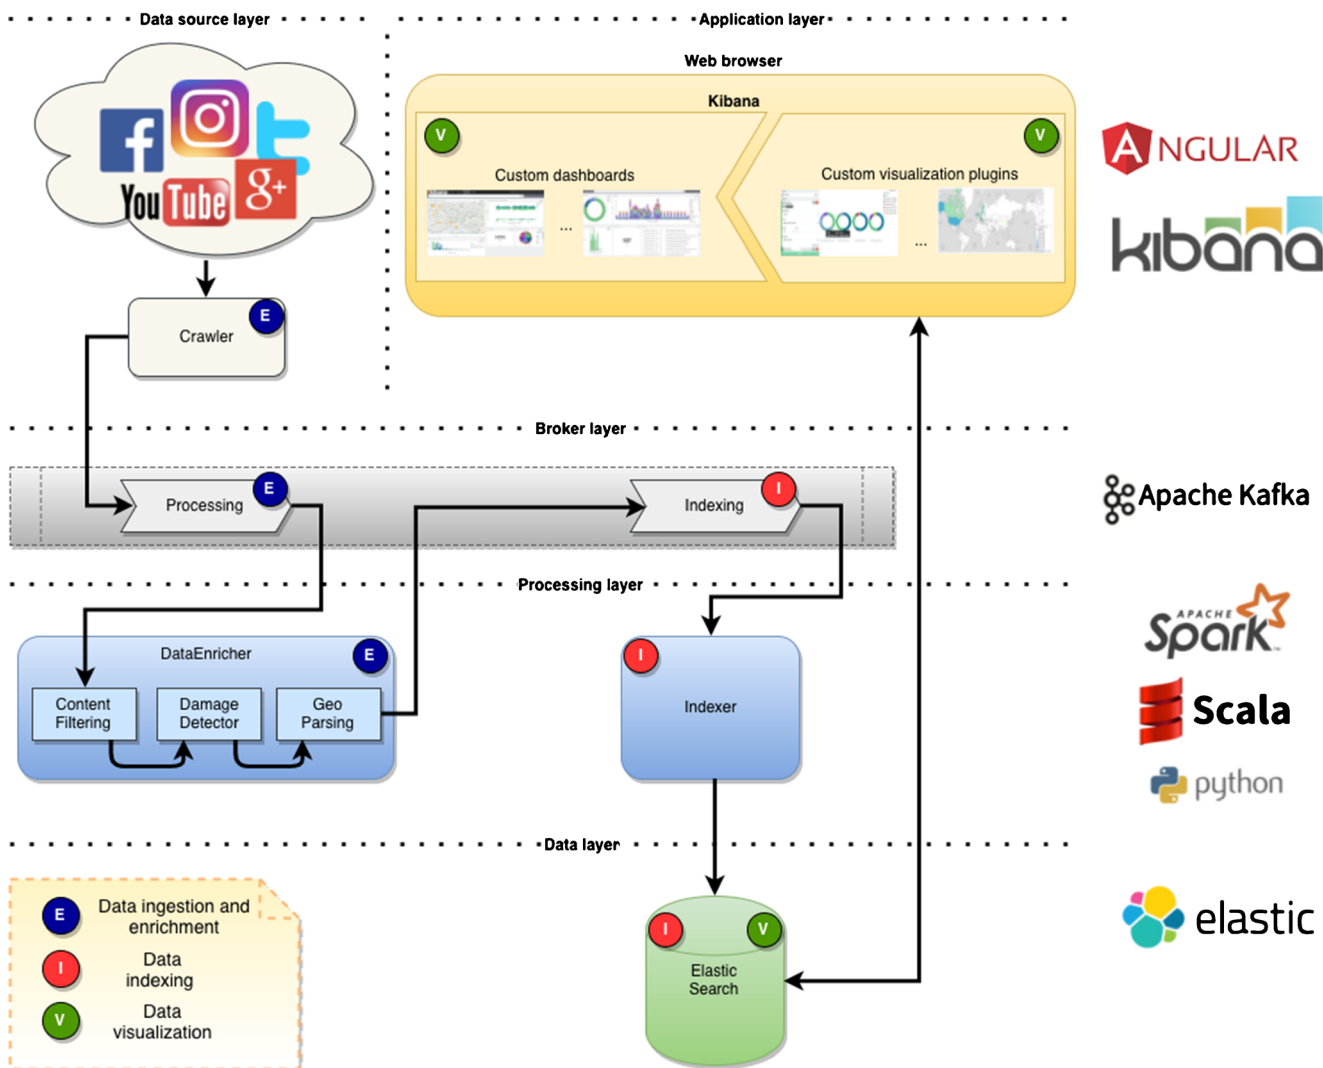 Data source layer
Application layer
Web browser
Kibana
V
V
Custom dashboards
Custom visualization plugins
...
...
f
You Tube
g+
E
Crawler
ANGULAR
kibana
Broker layer
E
Processing
I
Indexing
Apache Kafka
Processing layer
DataEnricher
E
Content
Filtering
Damage
Detector
Geo
Parsing
I
Indexer
APACHE
Spark
Scala
python
Data layer
E
Data ingestion and
enrichment
I
Data
indexing
V
Data
visualization
I
V
Elastic
Search
elastic